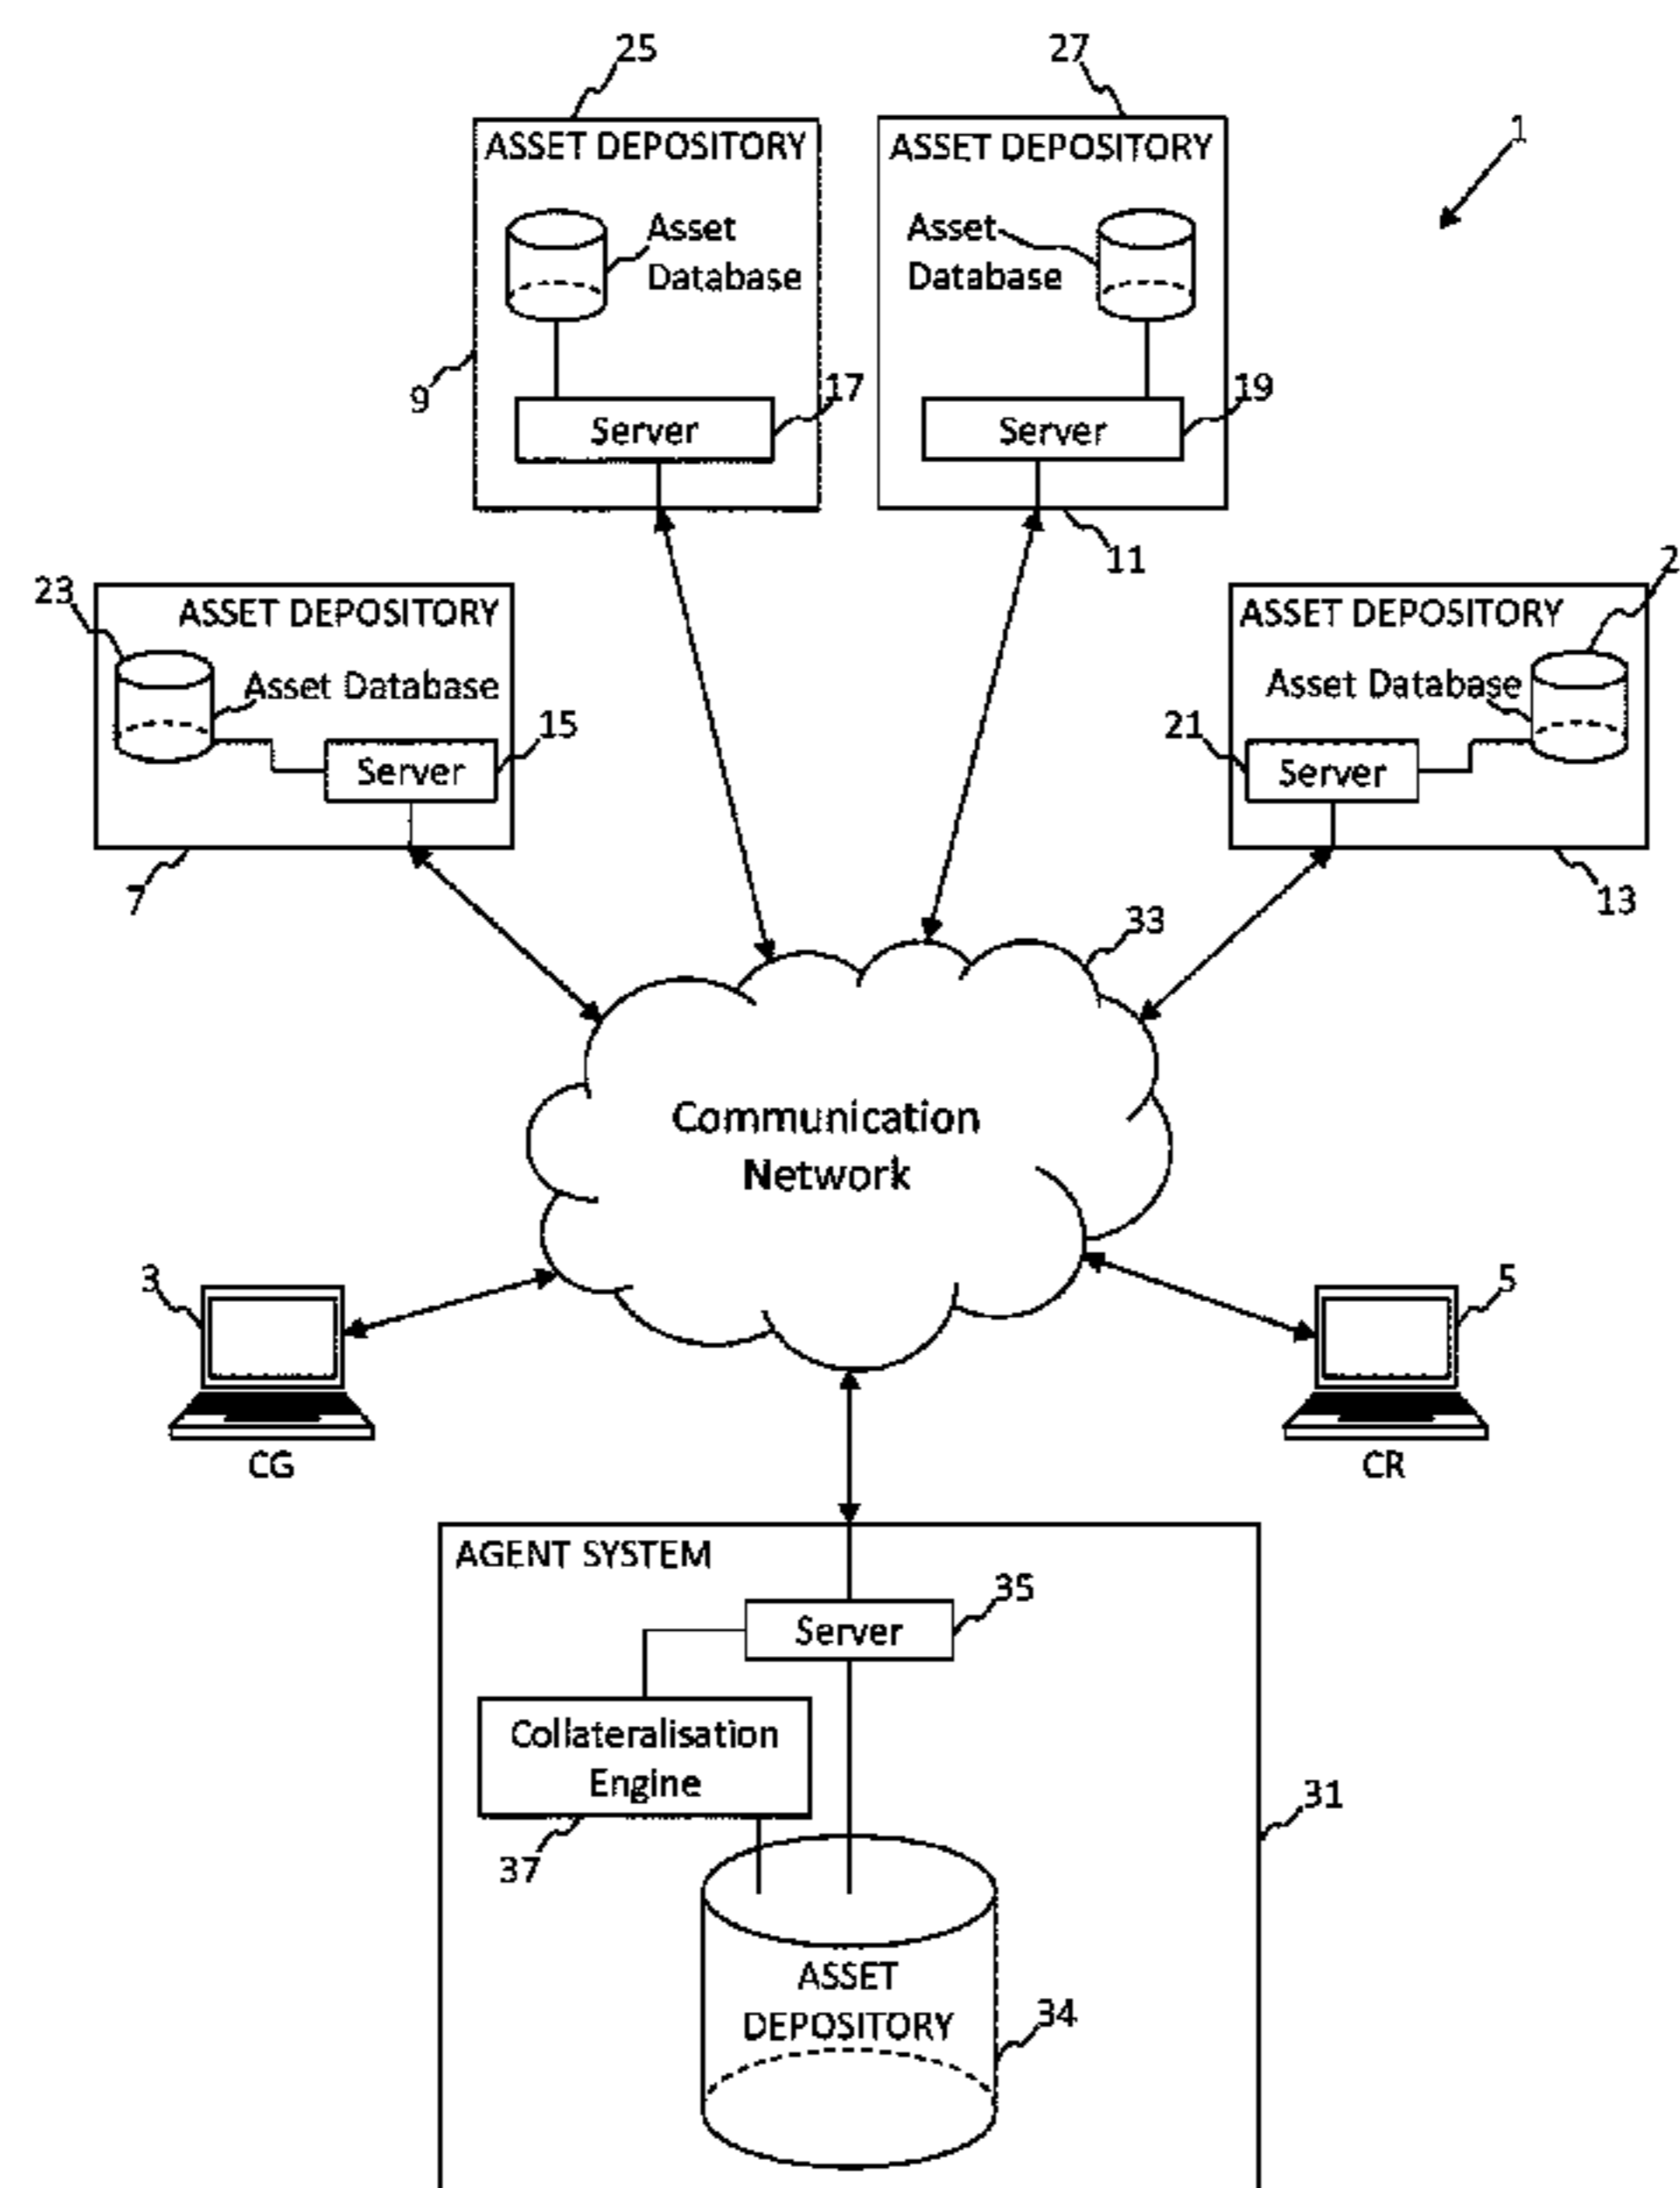 25
27
1
ASSET DEPOSITORY
ASSET DEPOSITORY
Asset
Database
Asset
Database
9
17
19
Server
Server
11
23
2
ASSET DEPOSITORY
ASSET DEPOSITORY
Asset Database
Asset Database
15
21
Server
Server
7
13
33
Communication
Network
3
5
CG
CR
AGENT SYSTEM
35
Server
Collateralisation
Engine
31
37
ASSET
DEPOSITORY
34